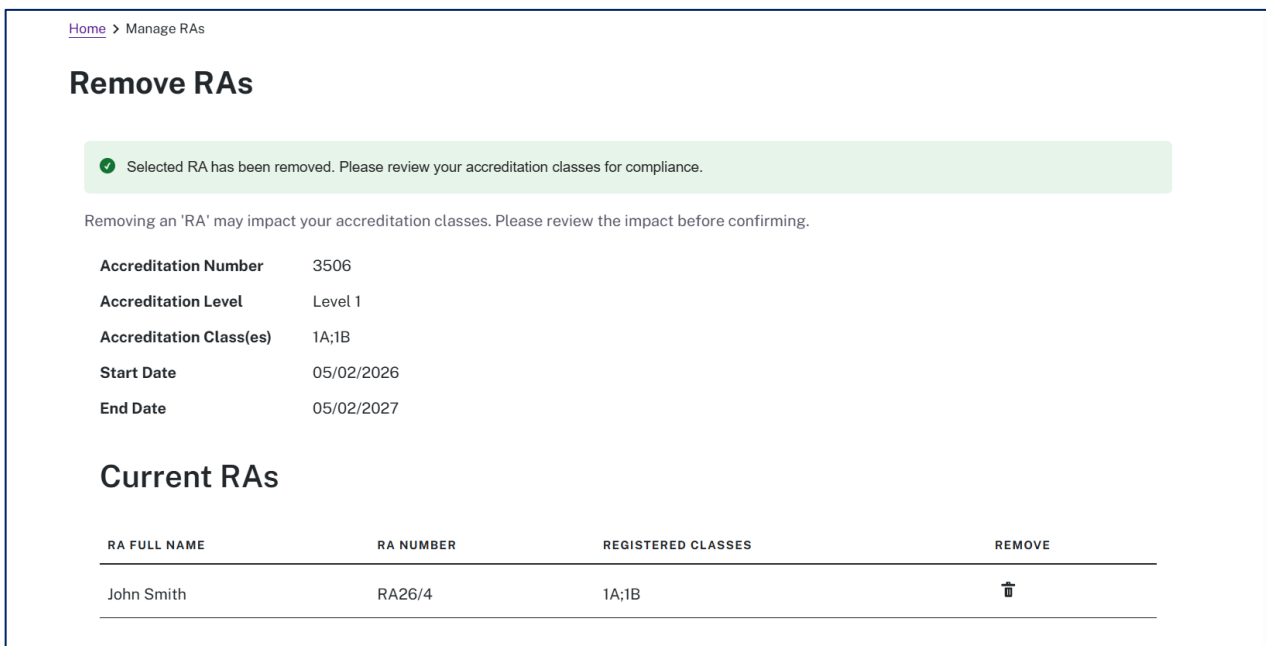 Home > Manage RAs
Remove RAs
Selected RA has been removed. Please review your accreditation classes for compliance.
Removing an 'RA' may impact your accreditation classes. Please review the impact before confirming.
Accreditation Number 3506
Accreditation Level Level 1
Accreditation Class(es) 1A;1B
Start Date 05/02/2026
End Date 05/02/2027
Current RAs
RA FULL NAME RA NUMBER REGISTERED CLASSES REMOVE
John Smith RA26/4 1A;1B